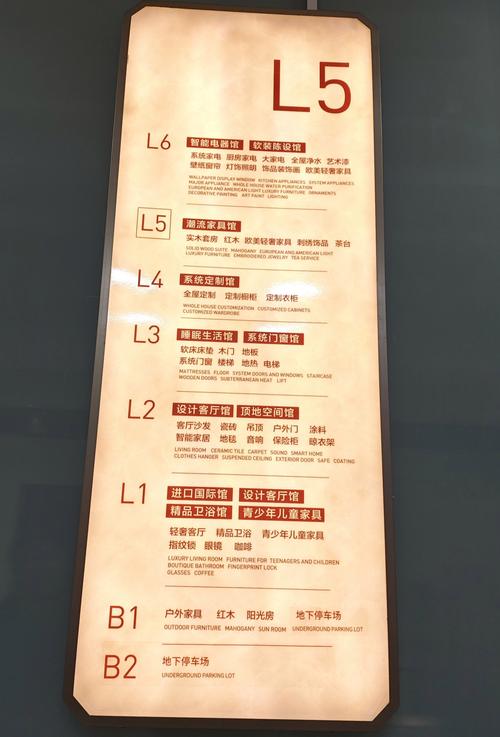 L5
L6 智能电器馆 软装陈设馆
系统家电 厨房家电 大家电 全屋净水 艺术漆
壁纸窗帘 灯饰照明 饰品装饰画 欧美轻奢家具
WALLPAPER DISPLAY WINDOW KITCHEN APPLIANCES SYSTEM APPLIANCES
MAJOR APPLIANCE WHOLE HOUSE WATER PURIFICATION
EUROPEAN AND AMERICAN LIGHT LUXURY FURNITURE ORNAMENTS
DECORATIVE PAINTING ART PAINT LIGHTING
L5 潮流家具馆
实木套房 红木 欧美轻奢家具 刺绣饰品 茶台
SOLID WOOD SUITE MAHOGANY EUROPEAN AND AMERICAN LIGHT
LUXURY FURNITURE EMBROIDERED JEWELRY TEA SERVICE
L4 系统定制馆
全屋定制 定制橱柜 定制衣柜
WHOLE HOUSE CUSTOMIZATION CUSTOMIZED CABINETS
CUSTOMIZED WARDROBE
L3 睡眠生活馆 系统门窗馆
软床床垫 木门 地板
系统门窗 楼梯 地热 电梯
MATTRESSES FLOOR SYSTEM DOORS AND WINDOWS STAIRCASE
WOODEN DOORS SUBTERRANEAN HEAT LIFT
L2 设计客厅馆 顶地空间馆
客厅沙发 瓷砖 吊顶 户外门 涂料
智能家居 地毯 音响 保险柜 晾衣架
LIVING ROOM CERAMIC TILE CARPET SOUND SMART HOME
CLOTHES HANGER SUSPENDED CEILING EXTERIOR DOOR SAFE COATING
L1 进口国际馆 设计客厅馆
精品卫浴馆 青少年儿童家具
轻奢客厅 精品卫浴 青少年儿童家具
指纹锁 眼镜 咖啡
LUXURY LIVING ROOM FURNITURE FOR TEENAGERS AND CHILDREN
BOUTIQUE BATHROOM FINGERPRINT LOCK
GLASSES COFFEE
B1 户外家具 红木 阳光房 地下停车场
OUTDOOR FURNITURE MAHOGANY SUN ROOM UNDERGROUND PARKING LOT
B2 地下停车场
UNDERGROUND PARKING LOT